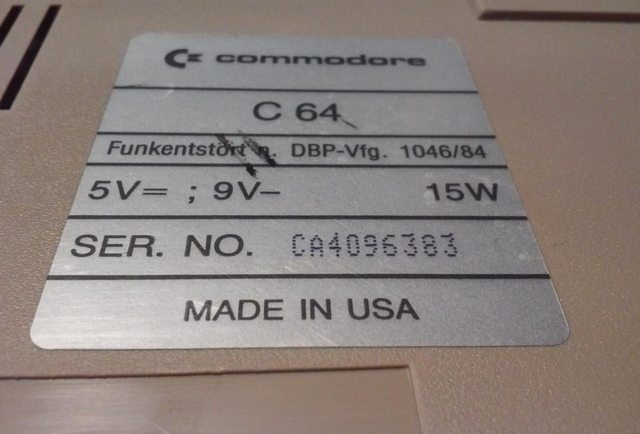 commodore
C 64
Funkentstört n. DBP-Vfg. 1046/84
5V= ; 9V– 15W
SER. NO. CA4096383
MADE IN USA